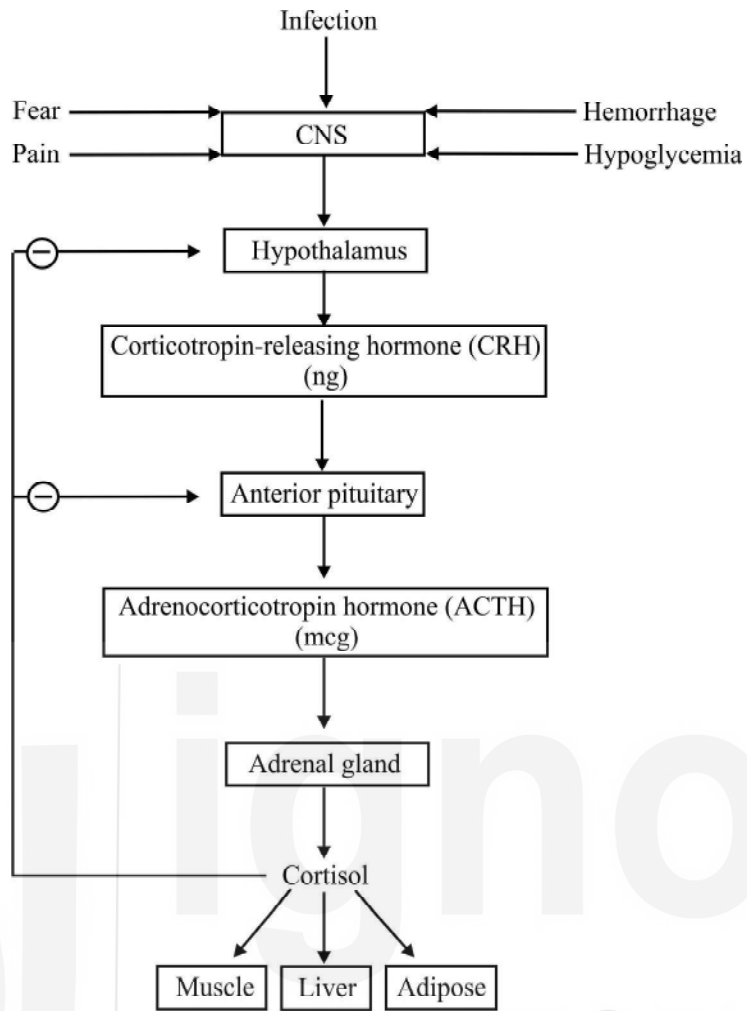 Infection
Fear
Hemorrhage
CNS
Pain
Hypoglycemia
Hypothalamus
Corticotropin-releasing hormone (CRH)
(ng)
Anterior pituitary
Adrenocorticotropin hormone (ACTH)
(mcg)
Adrenal gland
Cortisol
Muscle
Liver
Adipose
igno